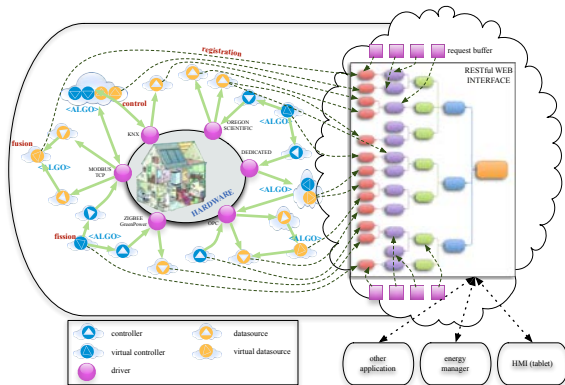 registration
request buffer
RESTful WEB
INTERFACE
<ALGO>
control
KNX
OREGON
SCIENTIFIC
<ALGO>
fusion
DEDICATED
MODBUS
TCP
<ALGO>
HARDWARE
ZIGBEE
GreenPower
OPC
<ALGO>
fission
<ALGO>
controller
datasource
virtual controller
virtual datasource
driver
other
application
energy
manager
HMI (tablet)